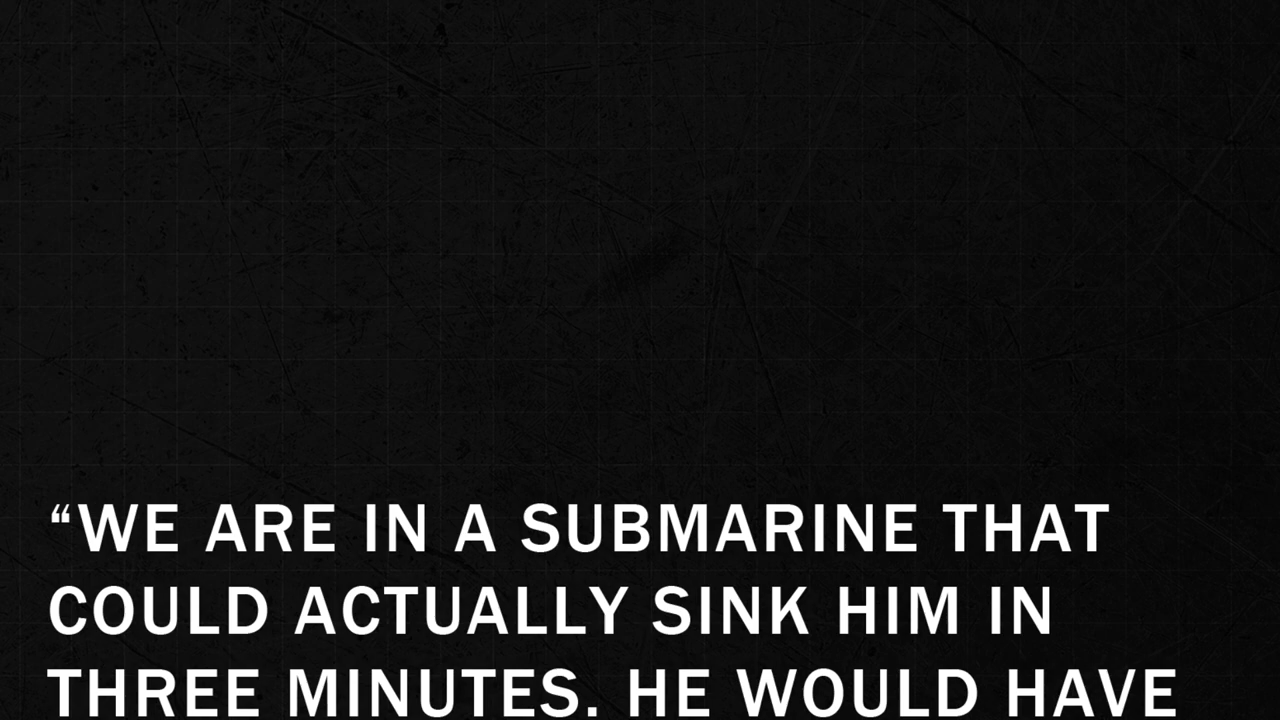 “WE ARE IN A SUBMARINE THAT
COULD ACTUALLY SINK HIM IN
THREE MINUTES. HE WOULD HAVE